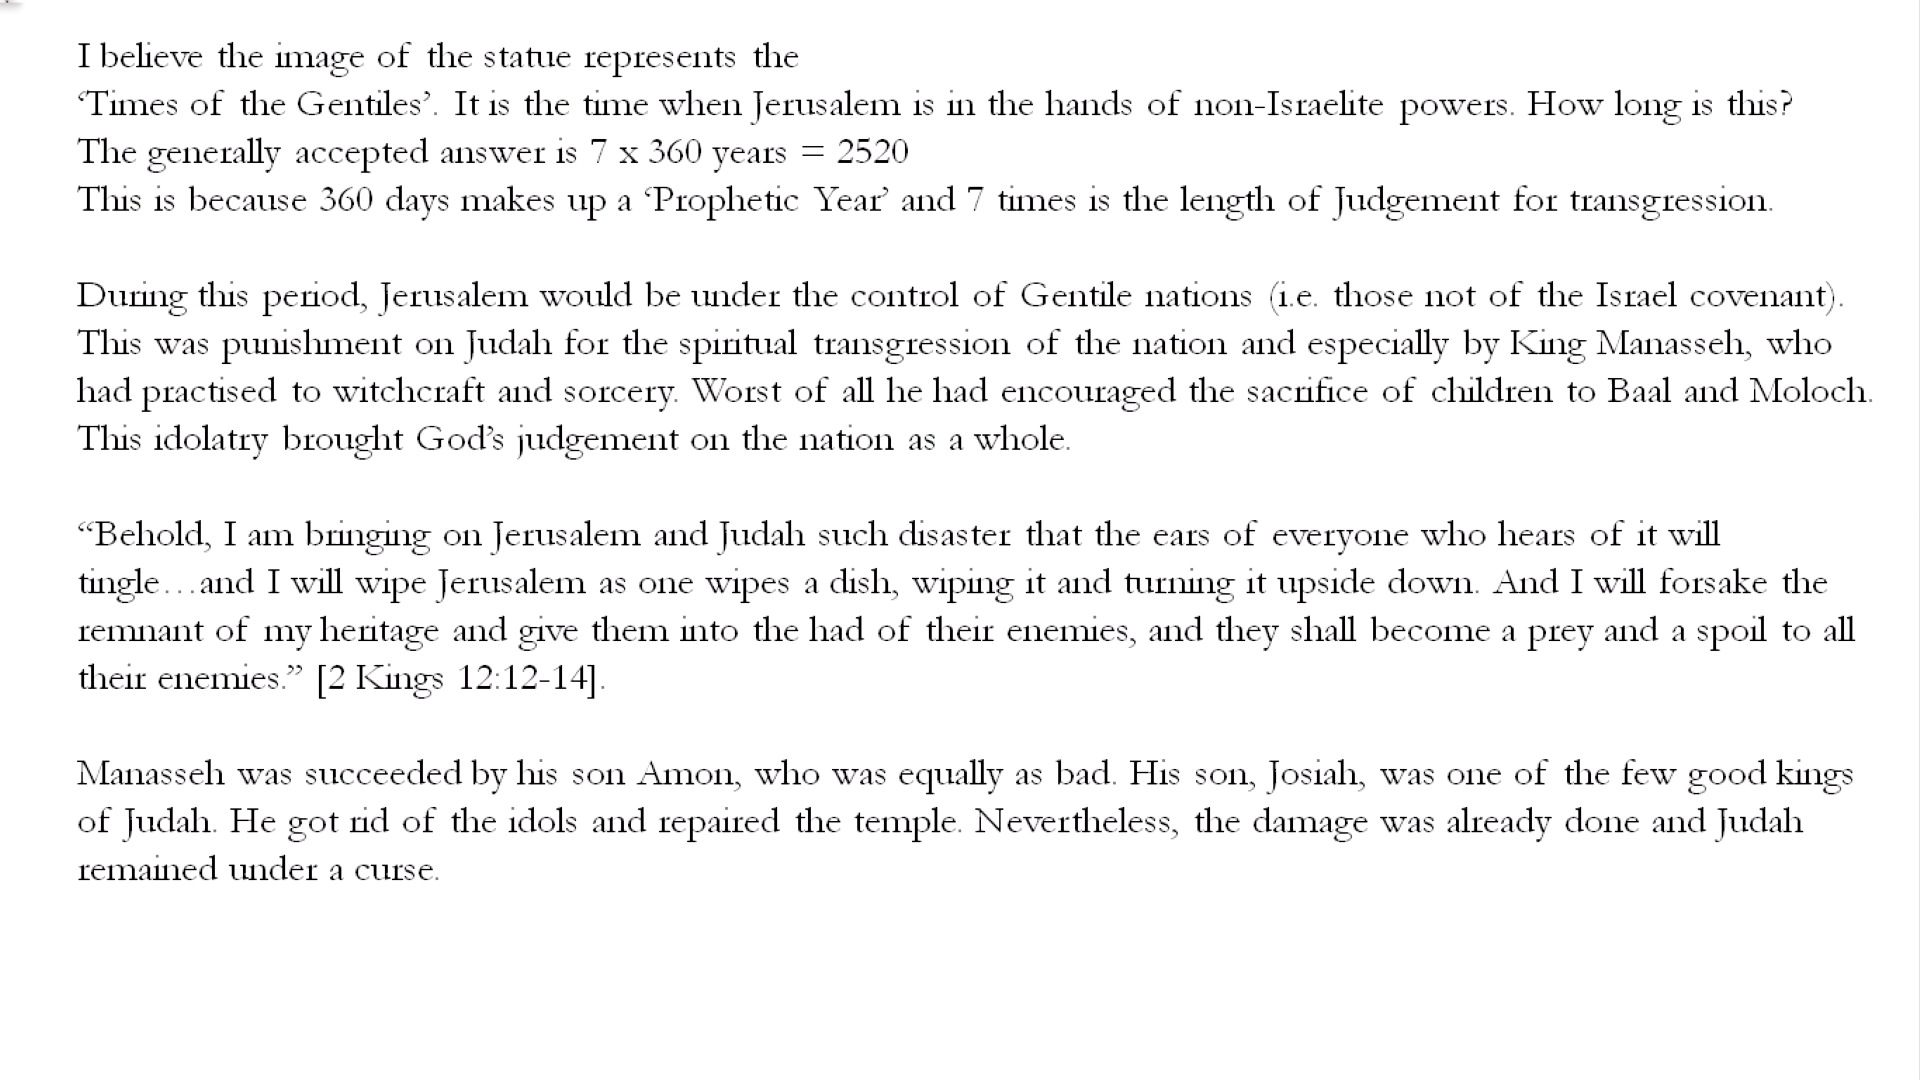 I believe the image of the statue represents the
‘Times of the Gentiles’. It is the time when Jerusalem is in the hands of non-Israelite powers. How long is this?
The generally accepted answer is 7 x 360 years = 2520
This is because 360 days makes up a ‘Prophetic Year’ and 7 times is the length of Judgement for transgression.
During this period, Jerusalem would be under the control of Gentile nations (i.e. those not of the Israel covenant).
This was punishment on Judah for the spiritual transgression of the nation and especially by King Manasseh, who
had practised to witchcraft and sorcery. Worst of all he had encouraged the sacrifice of children to Baal and Moloch.
This idolatry brought God’s judgement on the nation as a whole.
“Behold, I am bringing on Jerusalem and Judah such disaster that the ears of everyone who hears of it will
tingle…and I will wipe Jerusalem as one wipes a dish, wiping it and turning it upside down. And I will forsake the
remnant of my heritage and give them into the had of their enemies, and they shall become a prey and a spoil to all
their enemies.” [2 Kings 12:12-14].
Manasseh was succeeded by his son Amon, who was equally as bad. His son, Josiah, was one of the few good kings
of Judah. He got rid of the idols and repaired the temple. Nevertheless, the damage was already done and Judah
remained under a curse.